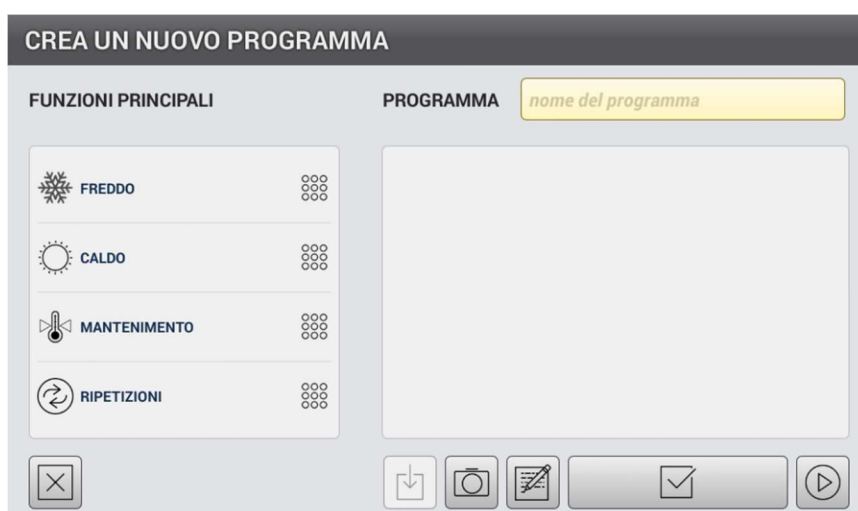 CREA UN NUOVO PROGRAMMA
FUNZIONI PRINCIPALI
PROGRAMMA nome del programma
FREDDO
CALDO
MANTENIMENTO
RIPETIZIONI